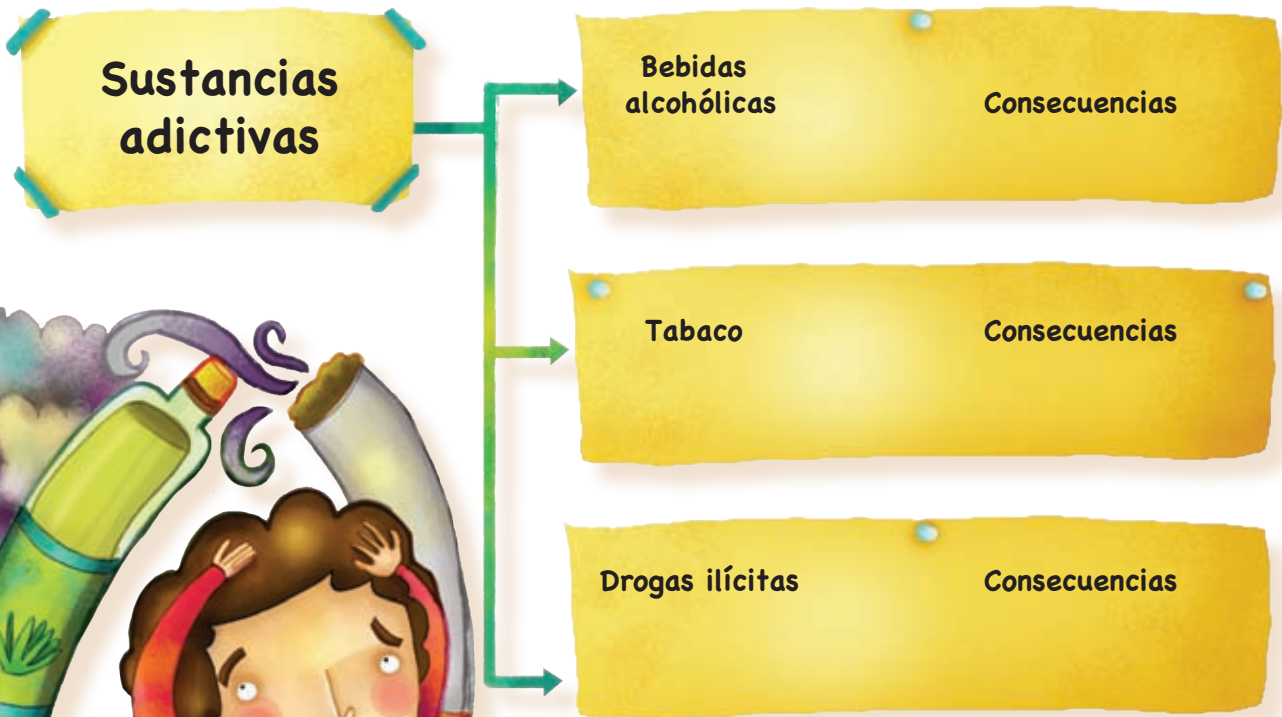 Sustancias
adictivas
Bebidas
alcohólicas
Consecuencias
Tabaco
Consecuencias
Drogas ilícitas
Consecuencias